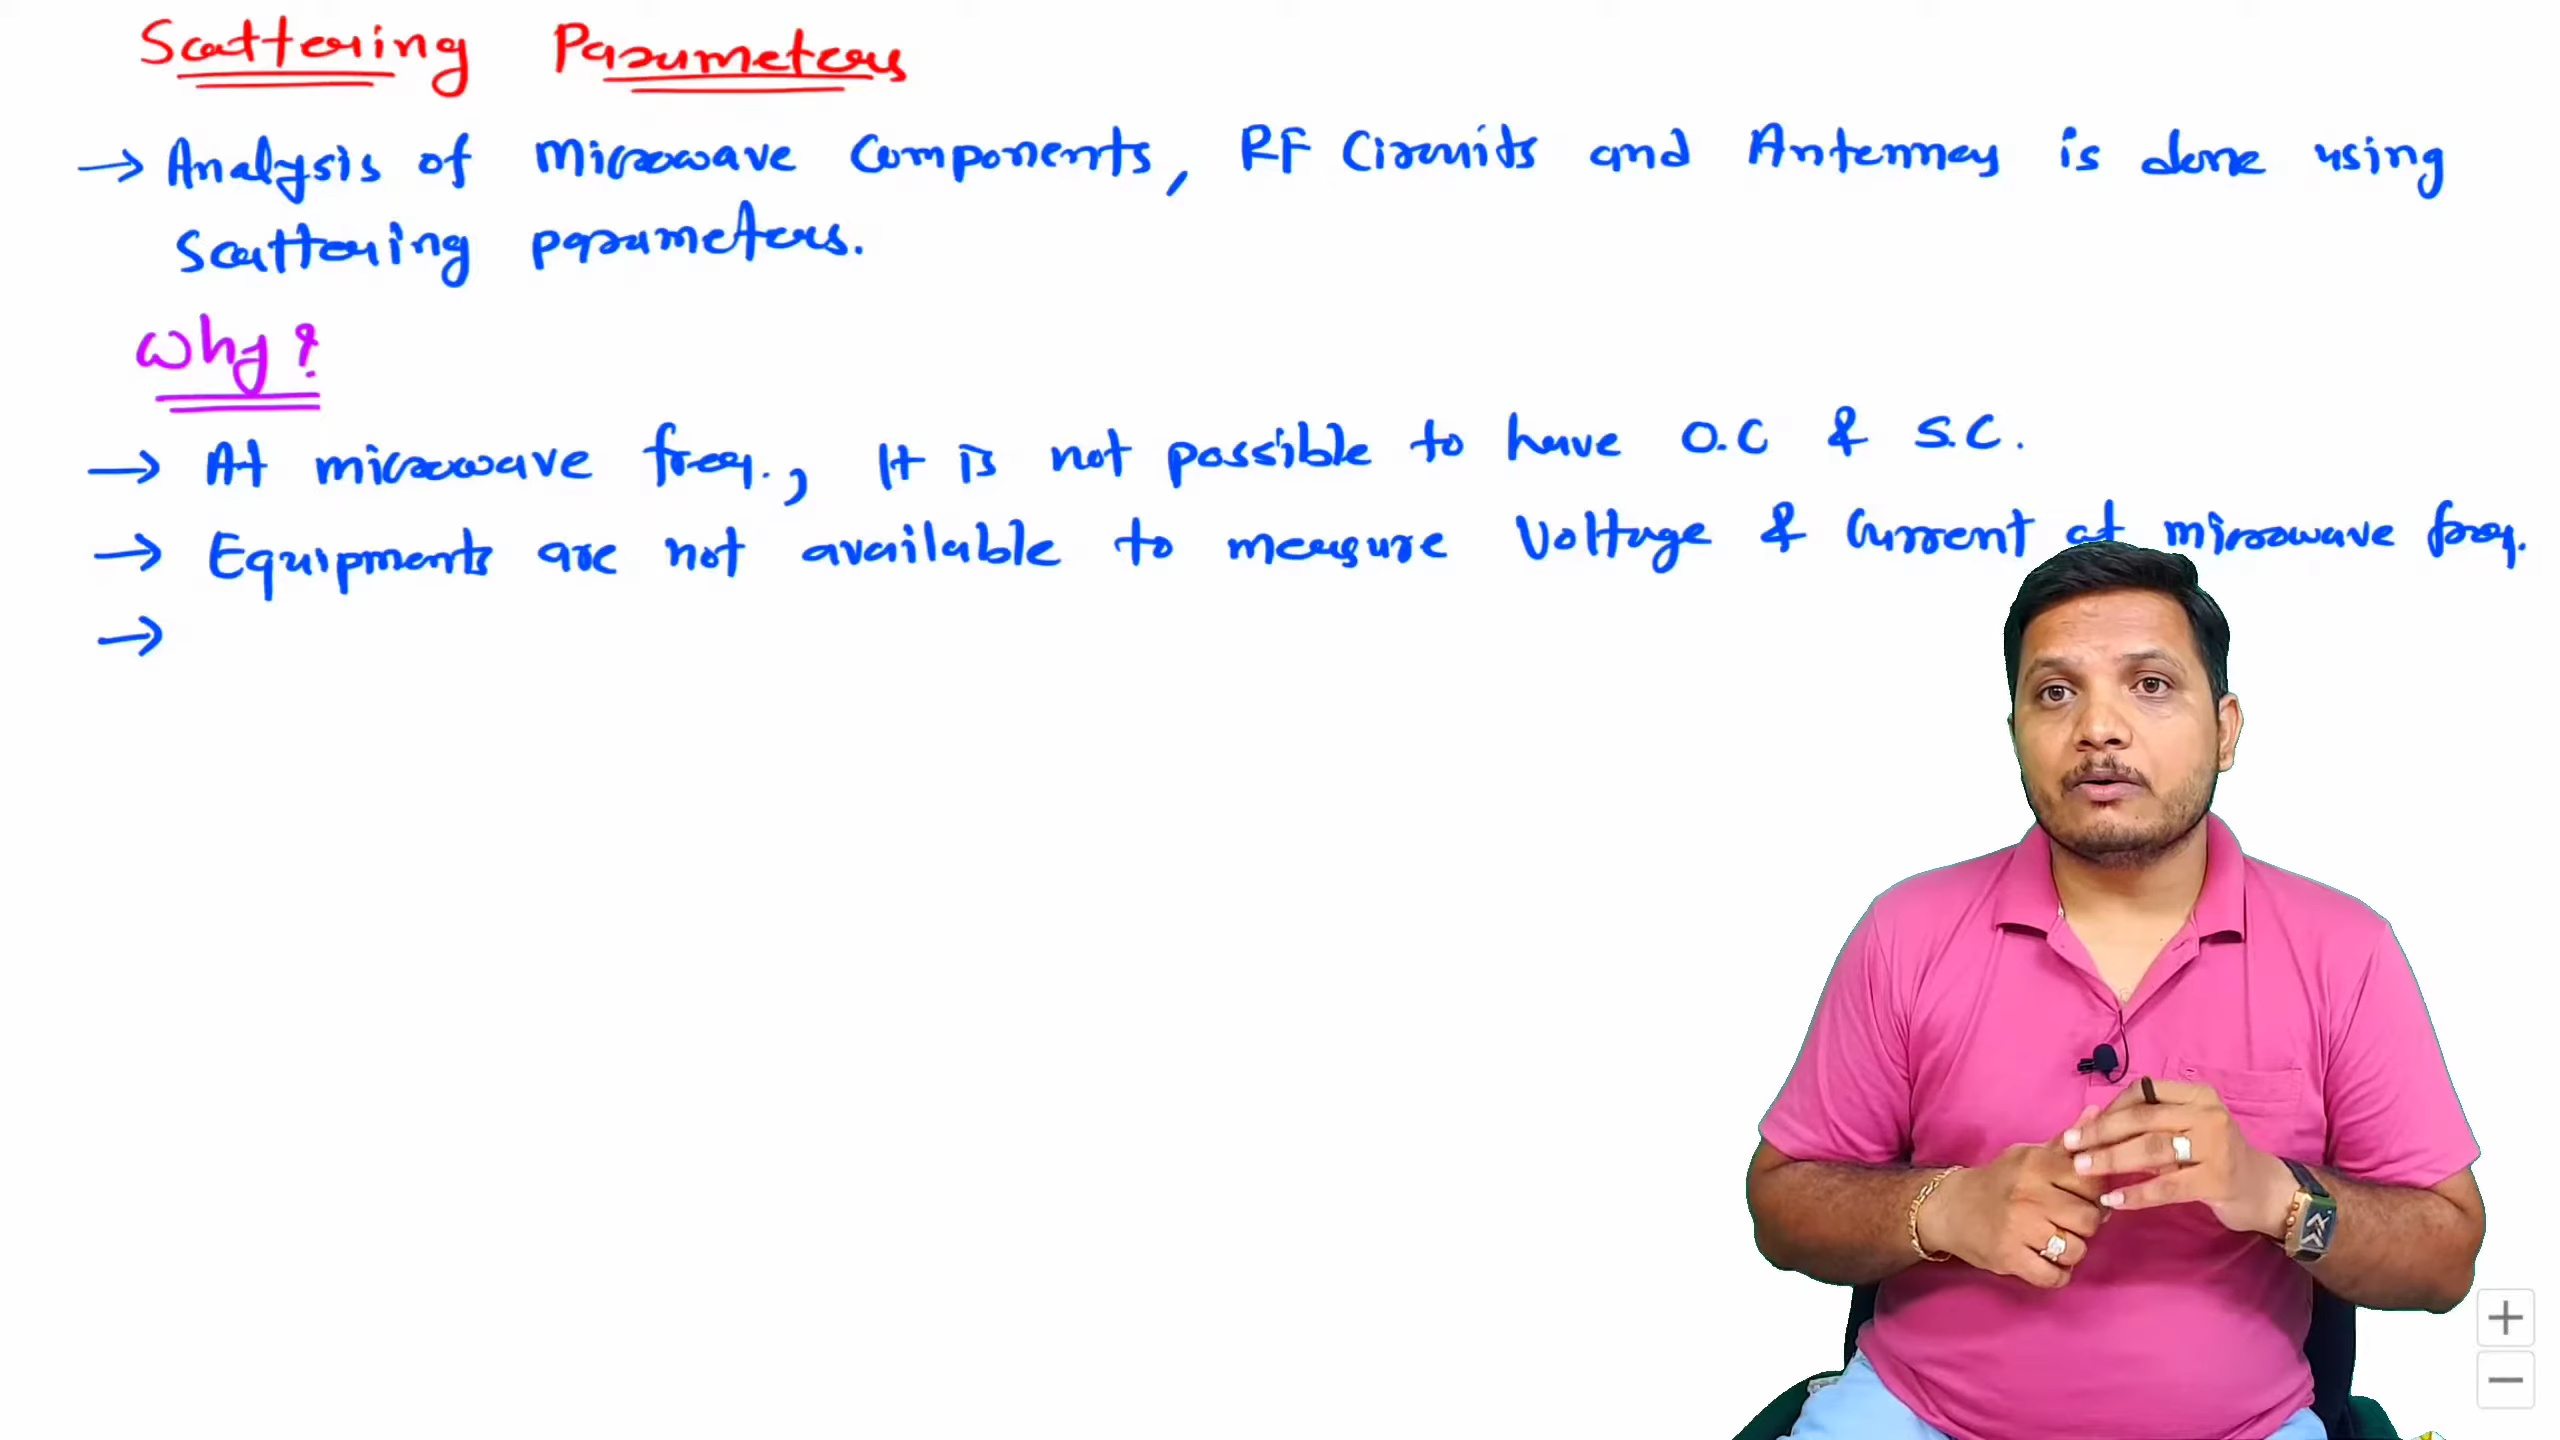 Scattering Parameters
→ Analysis of Microwave Components, RF Circuits and Antennas is done using
Scattering parameters.
Why?
→ At microwave freq., It is not possible to have O.C & S.C.
→ Equipments are not available to measure Voltage & Current at microwave freq.
→